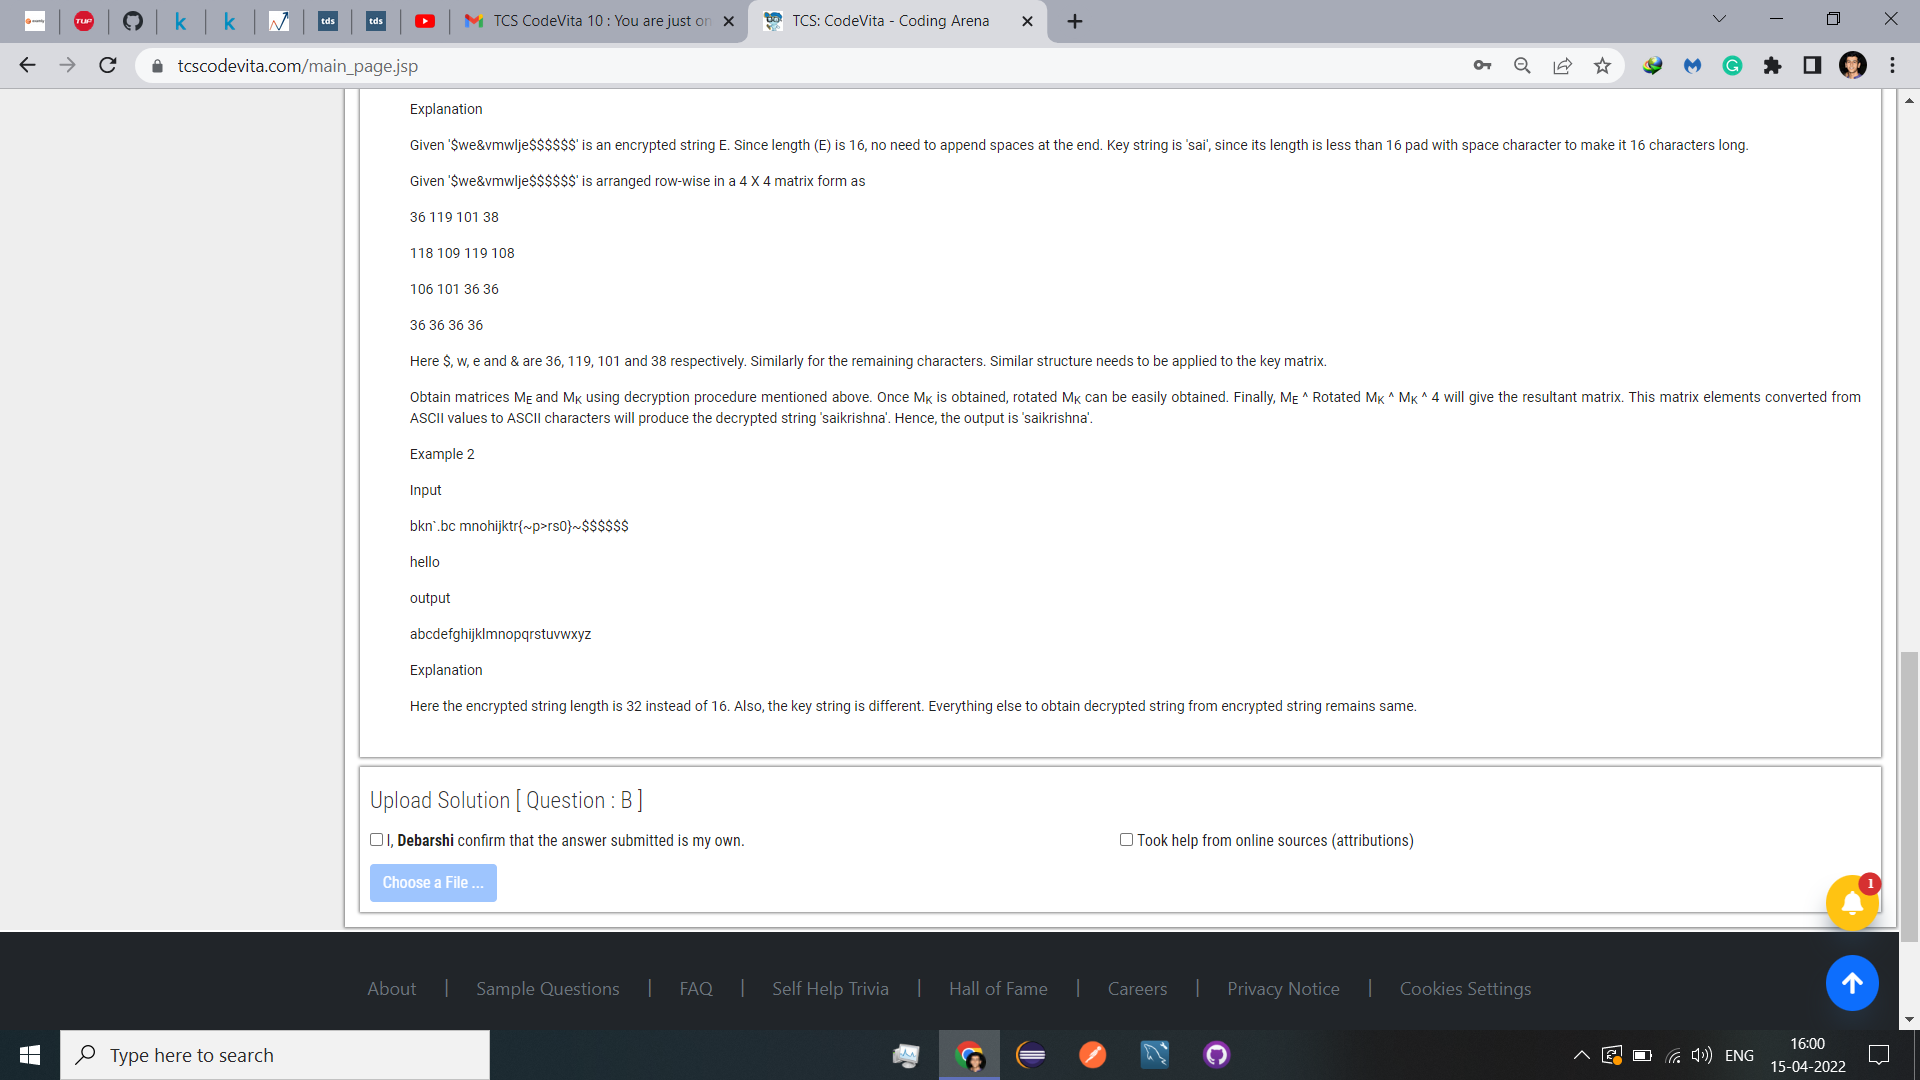 TUP
k
k
tds
tds
TCS CodeVita 10 : You are just on
TCS: CodeVita - Coding Arena
tcscodevita.com/main_page.jsp
Explanation
Given '$we&vmwlje$$$$$$' is an encrypted string E. Since length (E) is 16, no need to append spaces at the end. Key string is 'sai', since its length is less than 16 pad with space character to make it 16 characters long.
Given '$we&vmwlje$$$$$$' is arranged row-wise in a 4 X 4 matrix form as
36 119 101 38
118 109 119 108
106 101 36 36
36 36 36 36
Here $, w, e and & are 36, 119, 101 and 38 respectively. Similarly for the remaining characters. Similar structure needs to be applied to the key matrix.
Obtain matrices ME and MK using decryption procedure mentioned above. Once MK is obtained, rotated MK can be easily obtained. Finally, ME ^ Rotated MK ^ MK ^ 4 will give the resultant matrix. This matrix elements converted from
ASCII values to ASCII characters will produce the decrypted string 'saikrishna'. Hence, the output is 'saikrishna'.
Example 2
Input
bkn`.bc mnohijktr{~p>rs0}~$$$$$$
hello
output
abcdefghijklmnopqrstuvwxyz
Explanation
Here the encrypted string length is 32 instead of 16. Also, the key string is different. Everything else to obtain decrypted string from encrypted string remains same.
Upload Solution [ Question : B ]
I, Debarshi confirm that the answer submitted is my own.
Took help from online sources (attributions)
Choose a File ...
1
About | Sample Questions | FAQ | Self Help Trivia | Hall of Fame | Careers | Privacy Notice | Cookies Settings
Type here to search
ENG
16:00
15-04-2022